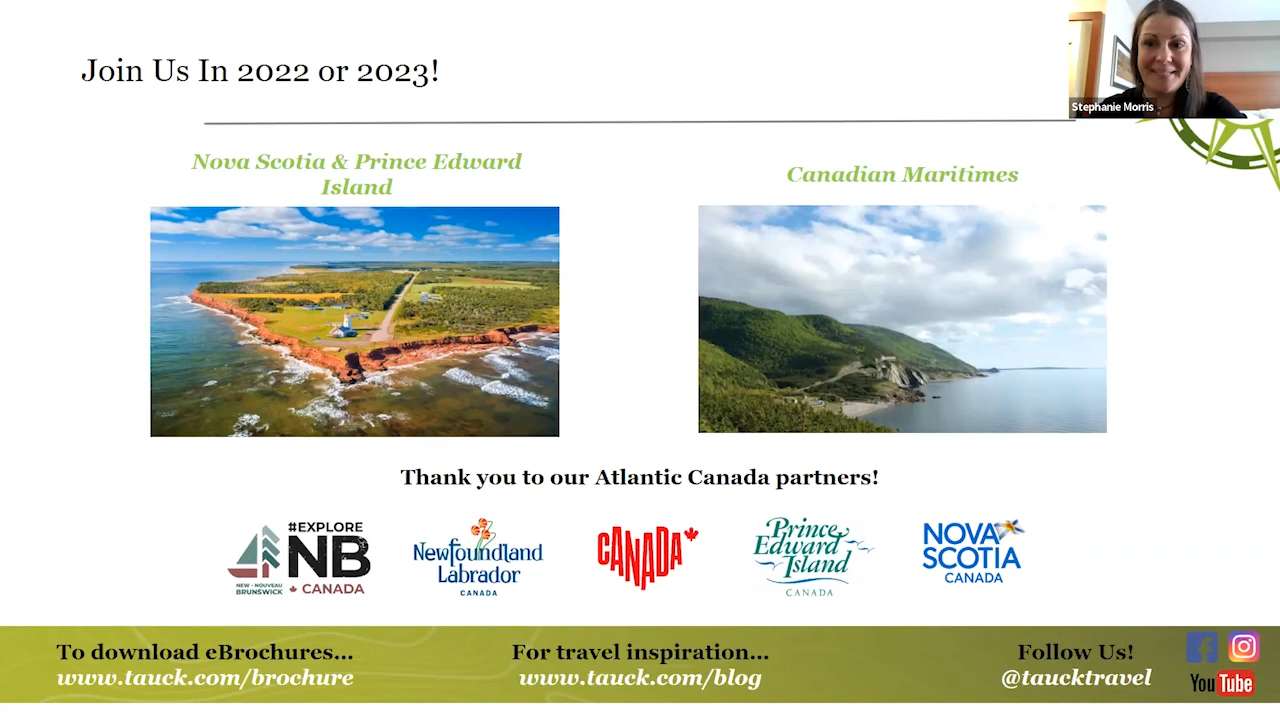 Join Us In 2022 or 2023!
Stephanie Morris
Nova Scotia & Prince Edward
Island
Canadian Maritimes
Thank you to our Atlantic Canada partners!
#EXPLORE
NB
NEW - NOUVEAU
BRUNSWICK
CANADA
Newfoundland
Labrador
CANADA
CANADA
Prince
Edward
Island
CANADA
NOVA
SCOTIA
CANADA
To download eBrochures...
www.tauck.com/brochure
For travel inspiration...
www.tauck.com/blog
Follow Us!
@taucktravel
f
YouTube